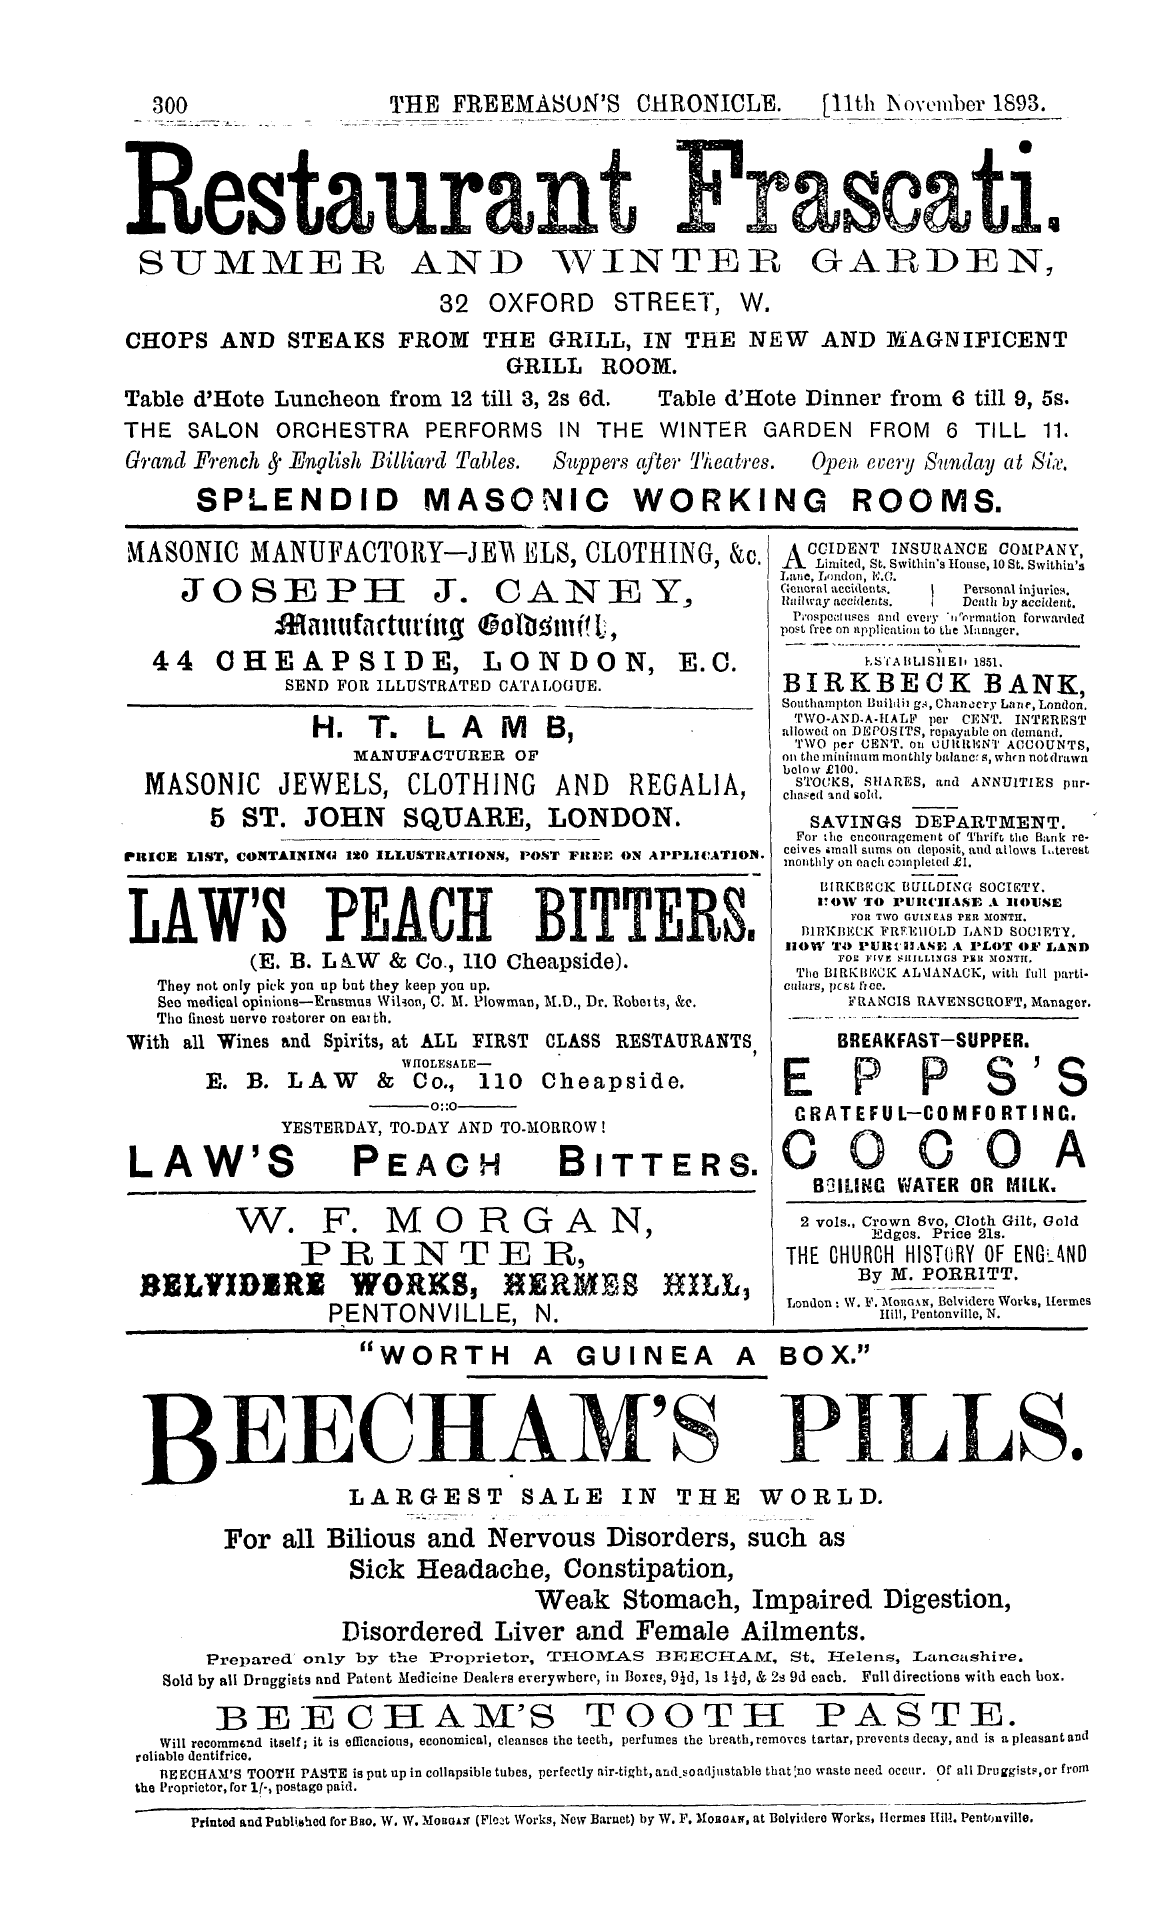 300 THE FREEMASON'S CHRONICLE. [11th November 1893.
Restaurant Frascati.
SUMMER AND WINTER GARDEN,
32 OXFORD STREET, W.
CHOPS AND STEAKS FROM THE GRILL, IN THE NEW AND MAGNIFICENT
GRILL ROOM.
Table d'Hote Luncheon from 12 till 3, 2s 6d. Table d'Hote Dinner from 6 till 9, 5s.
THE SALON ORCHESTRA PERFORMS IN THE WINTER GARDEN FROM 6 TILL 11.
Grand French & English Billiard Tables. Suppers after Theatres. Open every Sunday at Six.
SPLENDID MASONIC WORKING ROOMS.
MASONIC MANUFACTORY—JEWELS, CLOTHING, &c.
JOSEPH J. CANEY,
Manufacturing Goldsmith,
44 CHEAPSIDE, LONDON, E.C.
SEND FOR ILLUSTRATED CATALOGUE.
H. T. LAMB,
MANUFACTURER OF
MASONIC JEWELS, CLOTHING AND REGALIA,
5 ST. JOHN SQUARE, LONDON.
PRICE LIST, CONTAINING 120 ILLUSTRATIONS, POST FREE ON APPLICATION.
LAW'S PEACH BITTERS.
(E. B. LAW & Co., 110 Cheapside).
They not only pick you up but they keep you up.
See medical opinions—Erasmus Wilson, C. M. Plowman, M.D., Dr. Roberts, &c.
The finest nerve restorer on earth.
With all Wines and Spirits, at ALL FIRST CLASS RESTAURANTS,
WHOLESALE—
E. B. LAW & Co., 110 Cheapside.
o::o
YESTERDAY, TO-DAY AND TO-MORROW!
LAW'S PEACH BITTERS.
W. F. MORGAN,
PRINTER,
BELVIDERE WORKS, HERMES HILL,
PENTONVILLE, N.
ACCIDENT INSURANCE COMPANY,
Limited, St. Swithin's House, 10 St. Swithin's
Lane, London, E.C.
General accidents. | Personal injuries.
Railway accidents. | Death by accident.
Prospectuses and every information forwarded
post free on application to the Manager.
ESTABLISHED 1851.
BIRKBECK BANK,
Southampton Buildings, Chancery Lane, London.
TWO-AND-A-HALF per CENT. INTEREST
allowed on DEPOSITS, repayable on demand.
TWO per CENT. on CURRENT ACCOUNTS,
on the minimum monthly balances, when not drawn
below £100.
STOCKS, SHARES, and ANNUITIES pur-
chased and sold.
SAVINGS DEPARTMENT.
For the encouragement of Thrift the Bank re-
ceives small sums on deposit, and allows Interest
monthly on each completed £1.
BIRKBECK BUILDING SOCIETY.
HOW TO PURCHASE A HOUSE
FOR TWO GUINEAS PER MONTH.
BIRKBECK FREEHOLD LAND SOCIETY.
HOW TO PURCHASE A PLOT OF LAND
FOR FIVE SHILLINGS PER MONTH.
The BIRKBECK ALMANACK, with full parti-
culars, post free.
FRANCIS RAVENSCROFT, Manager.
BREAKFAST—SUPPER.
EPPS'S
GRATEFUL—COMFORTING.
COCOA
BOILING WATER OR MILK.
2 vols., Crown 8vo, Cloth Gilt, Gold
Edges. Price 21s.
THE CHURCH HISTORY OF ENGLAND
By M. PORRITT.
London: W. F. MORGAN, Belvidere Works, Hermes
Hill, Pentonville, N.
"WORTH A GUINEA A BOX."
BEECHAM'S PILLS.
LARGEST SALE IN THE WORLD.
For all Bilious and Nervous Disorders, such as
Sick Headache, Constipation,
Weak Stomach, Impaired Digestion,
Disordered Liver and Female Ailments.
Prepared only by the Proprietor, THOMAS BEECHAM, St. Helens, Lancashire.
Sold by all Druggists and Patent Medicine Dealers everywhere, in Boxes, 9½d, 1s 1½d, & 2s 9d each. Full directions with each box.
BEECHAM'S TOOTH PASTE.
Will recommend itself; it is efficacious, economical, cleanses the teeth, perfumes the breath, removes tartar, prevents decay, and is a pleasant and
reliable dentifrice.
BEECHAM'S TOOTH PASTE is put up in collapsible tubes, perfectly air-tight, and so adjustable that no waste need occur. Of all Druggists, or from
the Proprietor, for 1/-, postage paid.
Printed and Published for BRO. W. W. MORGAN (Fleet Works, New Barnet) by W. F. MORGAN, at Belvidere Works, Hermes Hill. Pentonville.